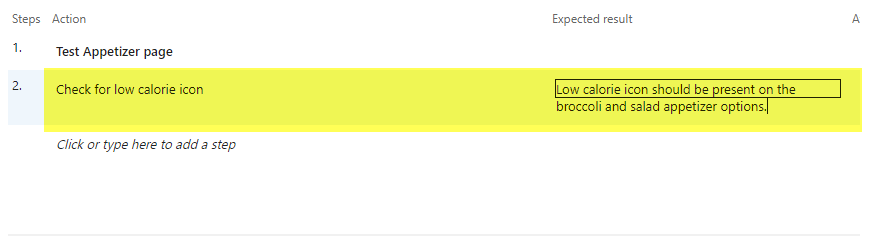 Steps Action Expected result A
1. Test Appetizer page
2. Check for low calorie icon Low calorie icon should be present on the
broccoli and salad appetizer options.
Click or type here to add a step